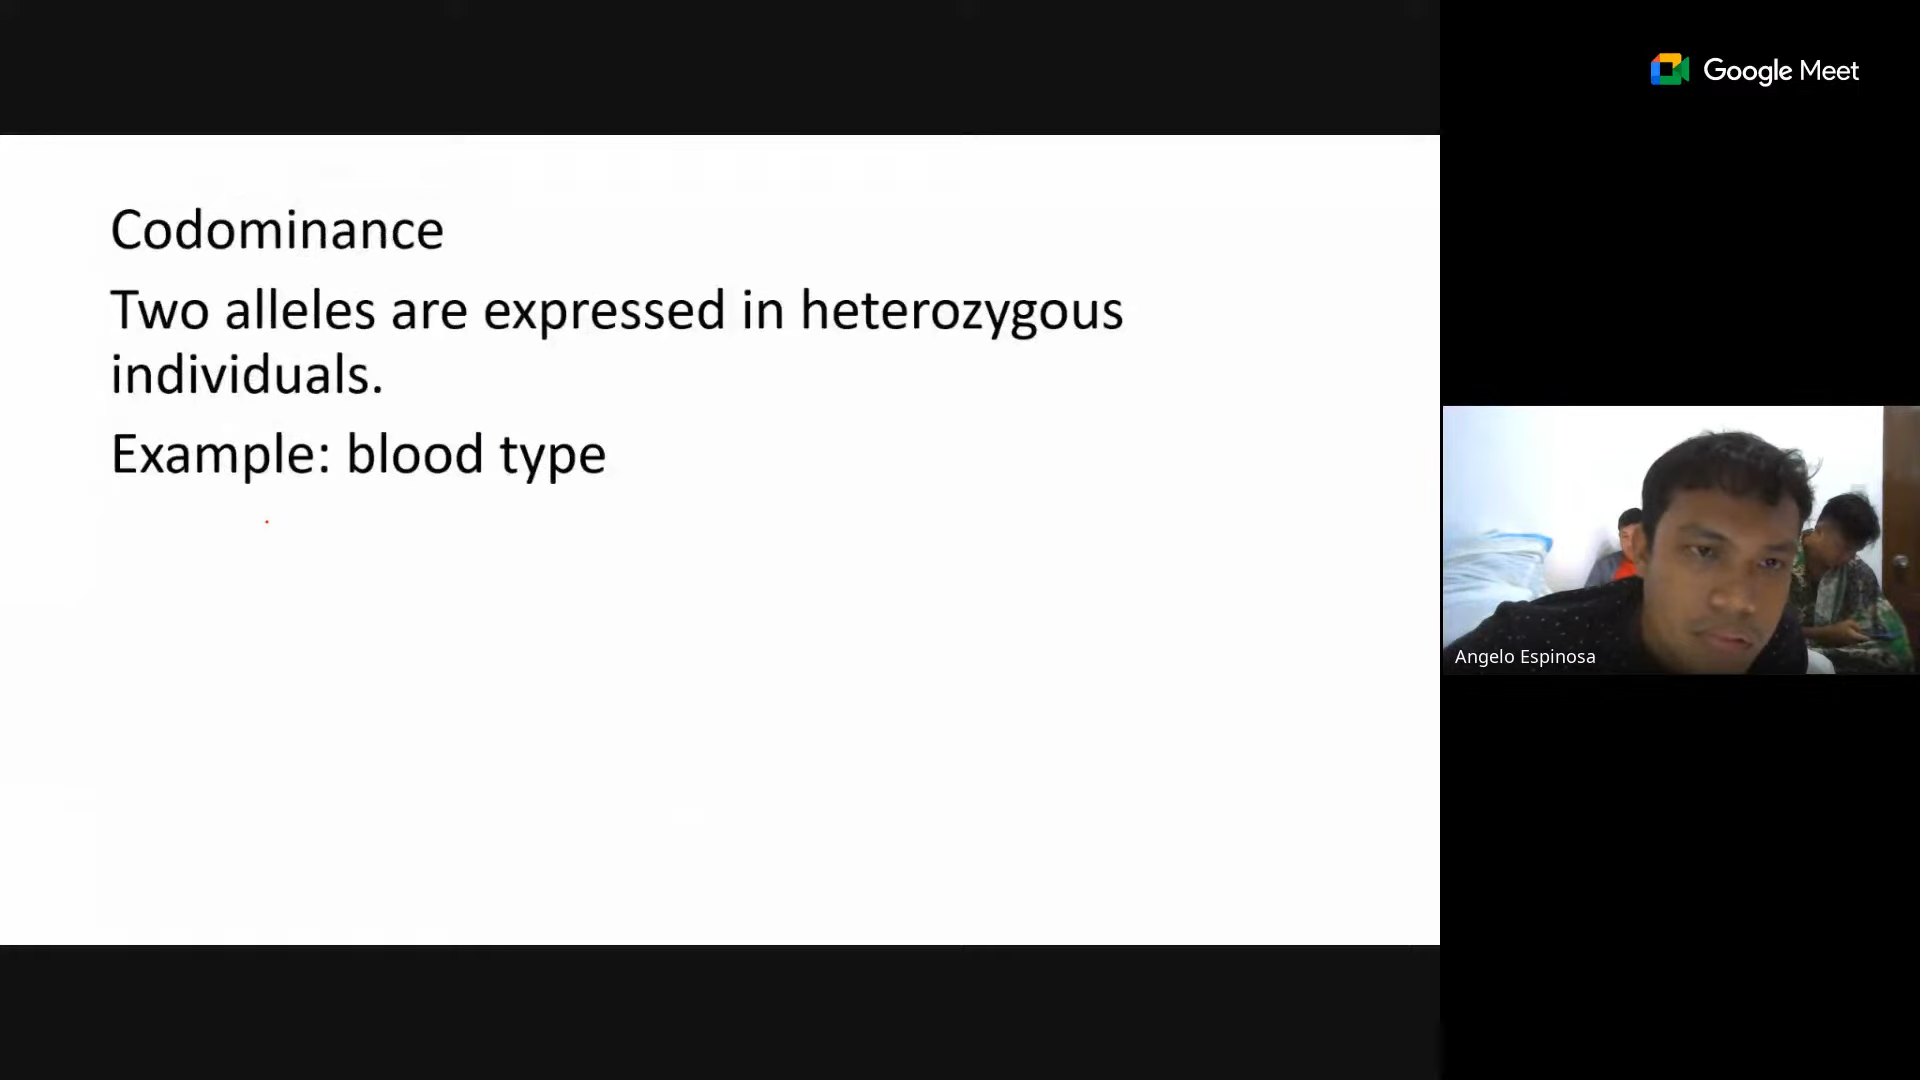 Google Meet
Codominance
Two alleles are expressed in heterozygous
individuals.
Example: blood type
Angelo Espinosa